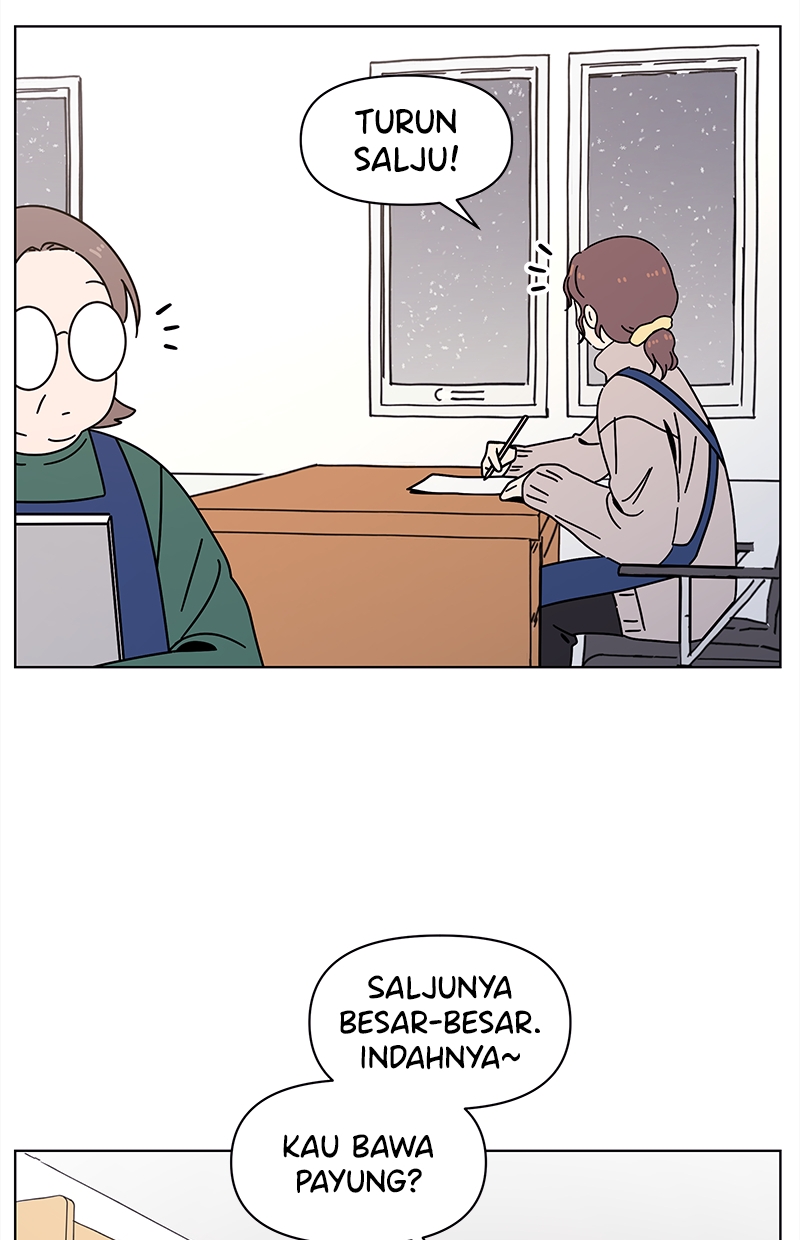 TURUN
SALJU!
SALJUNYA
BESAR-BESAR.
INDAHNYA~
KAU BAWA
PAYUNG?